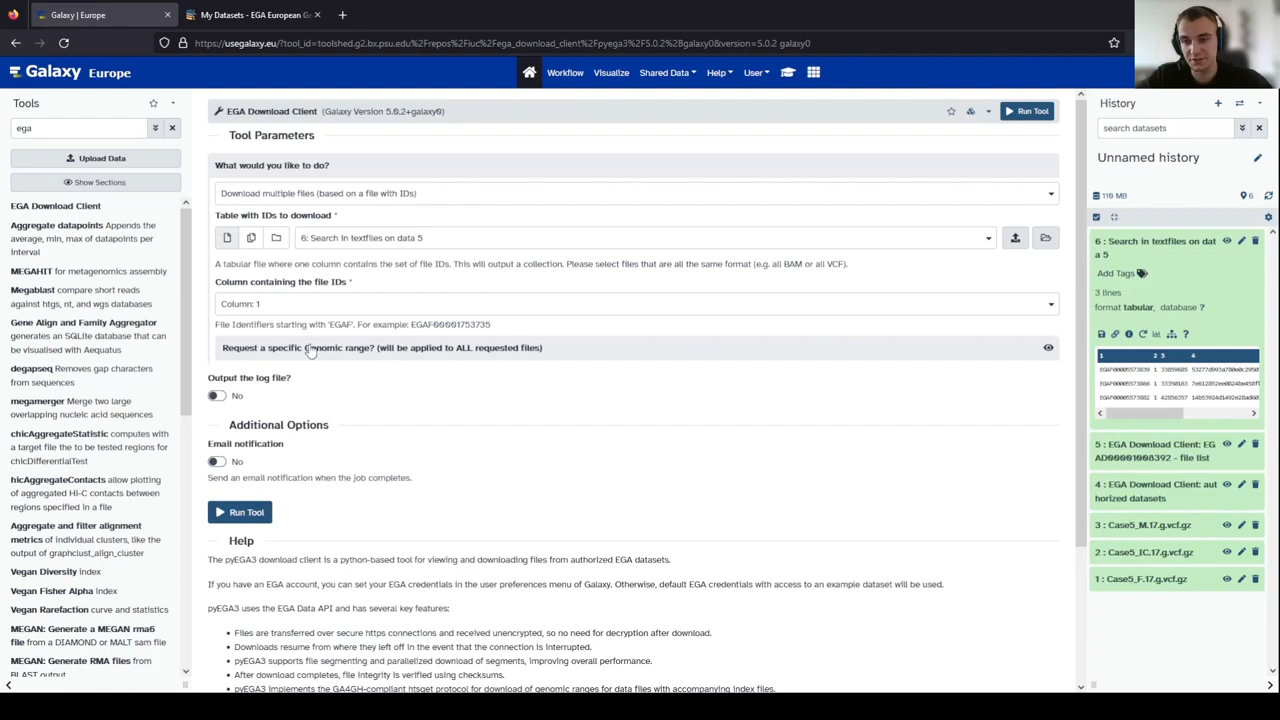 Galaxy | Europe
My Datasets - EGA European Ge
https://usegalaxy.eu/?tool_id=toolshed.g2.bx.psu.edu%2Frepos%2Fiuc%2Fega_download_client%2Fpyega3%2F5.0.2%2Bgalaxy0&version=5.0.2 galaxy0
Galaxy Europe
Workflow Visualize Shared Data Help User
Tools
ega
Upload Data
Show Sections
EGA Download Client
Aggregate datapoints Appends the
average, min, max of datapoints per
interval
MEGAHIT for metagenomics assembly
Megablast compare short reads
against htgs, nt, and wgs databases
Gene Align and Family Aggregator
generates an SQLite database that can
be visualised with Aequatus
degapseq Removes gap characters
from sequences
megamerger Merge two large
overlapping nucleic acid sequences
chicAggregateStatistic computes with
a target file the to be tested regions for
chicDifferentialTest
hicAggregateContacts allow plotting
of aggregated Hi-C contacts between
regions specified in a file
Aggregate and filter alignment
metrics of individual clusters, like the
output of graphclust_align_cluster
Vegan Diversity index
Vegan Fisher Alpha index
Vegan Rarefaction curve and statistics
MEGAN: Generate a MEGAN rma6
file from a DIAMOND or MALT sam file
MEGAN: Generate RMA files from
BLAST output
EGA Download Client (Galaxy Version 5.0.2+galaxy0)
Run Tool
Tool Parameters
What would you like to do?
Download multiple files (based on a file with IDs)
Table with IDs to download *
6: Search in textfiles on data 5
A tabular file where one column contains the set of file IDs. This will output a collection. Please select files that are all the same format (e.g. all BAM or all VCF).
Column containing the file IDs *
Column: 1
File Identifiers starting with 'EGAF'. For example: EGAF00001753735
Request a specific Genomic range? (will be applied to ALL requested files)
Output the log file?
No
Additional Options
Email notification
No
Send an email notification when the job completes.
Run Tool
Help
The pyEGA3 download client is a python-based tool for viewing and downloading files from authorized EGA datasets.
If you have an EGA account, you can set your EGA credentials in the user preferences menu of Galaxy. Otherwise, default EGA credentials with access to an example dataset will be used.
pyEGA3 uses the EGA Data API and has several key features:
• Files are transferred over secure https connections and received unencrypted, so no need for decryption after download.
• Downloads resume from where they left off in the event that the connection is interrupted.
• pyEGA3 supports file segmenting and parallelized download of segments, improving overall performance.
• After download completes, file integrity is verified using checksums.
• pyEGA3 implements the GA4GH-compliant htsget protocol for download of genomic ranges for data files with accompanying index files.
History
search datasets
Unnamed history
119 MB
6
6 : Search in textfiles on dat
a 5
Add Tags
3 lines
format tabular, database ?
1 2 3 4
EGAF00005573839 1 33859685
EGAF00005573866 1 33350163
EGAF00005573882 1 42856357
5 : EGA Download Client: EG
AD00001008392 - file list
4 : EGA Download Client: aut
horized datasets
3 : Case5_M.17.g.vcf.gz
2 : Case5_IC.17.g.vcf.gz
1 : Case5_F.17.g.vcf.gz